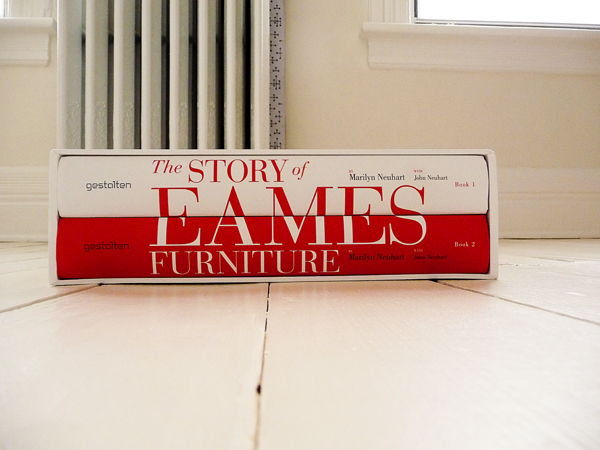 The STORY of
EAMES
FURNITURE
gestalten
BY WITH
Marilyn Neuhart John Neuhart
Book 1
gestalten
BY WITH
Marilyn Neuhart John Neuhart
Book 2